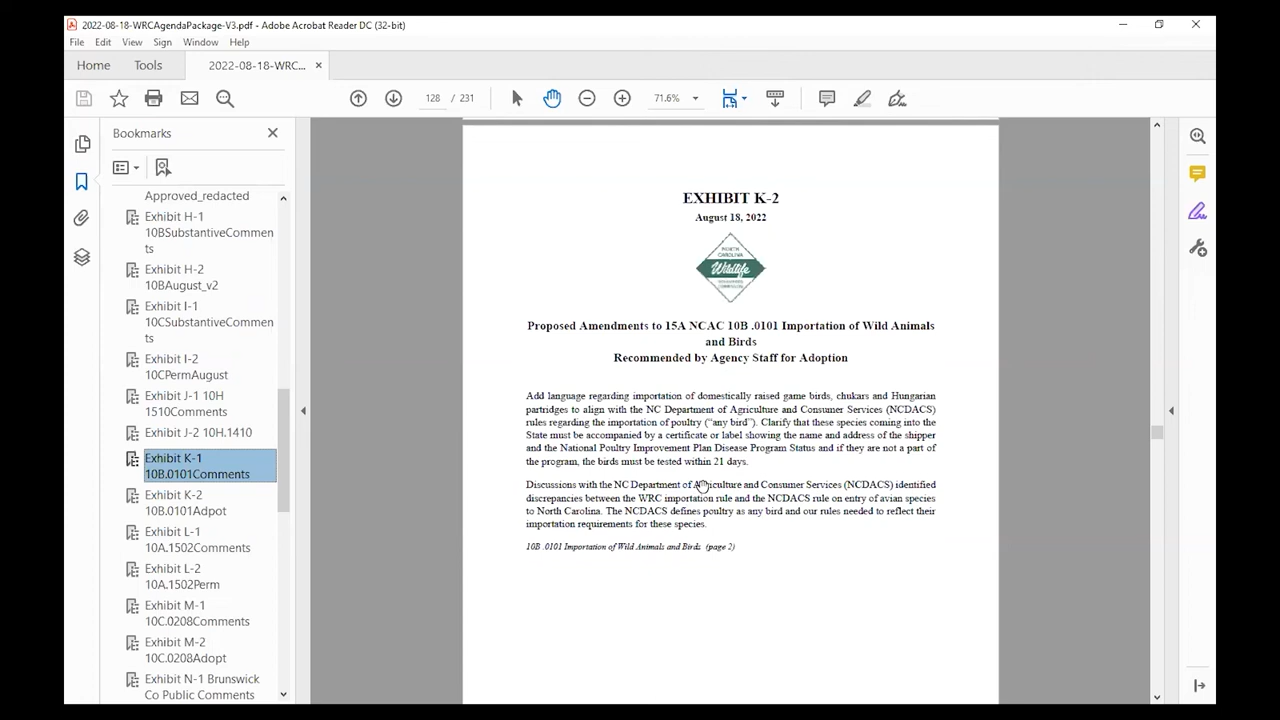 2022-08-18-WRCAgendaPackage-V3.pdf - Adobe Acrobat Reader DC (32-bit)
File Edit View Sign Window Help
Home Tools 2022-08-18-WRC... ×
128 / 231 71.6%
Bookmarks
Approved_redacted
Exhibit H-1
10BSubstantiveCommen
ts
Exhibit H-2
10BAugust_v2
Exhibit I-1
10CSubstantiveCommen
ts
Exhibit I-2
10CPermAugust
Exhibit J-1 10H
1510Comments
Exhibit J-2 10H.1410
Exhibit K-1
10B.0101Comments
Exhibit K-2
10B.0101Adpot
Exhibit L-1
10A.1502Comments
Exhibit L-2
10A.1502Perm
Exhibit M-1
10C.0208Comments
Exhibit M-2
10C.0208Adopt
Exhibit N-1 Brunswick
Co Public Comments
EXHIBIT K-2
August 18, 2022
NORTH
CAROLINA
Wildlife
Proposed Amendments to 15A NCAC 10B .0101 Importation of Wild Animals
and Birds
Recommended by Agency Staff for Adoption
Add language regarding importation of domestically raised game birds, chukars and Hungarian
partridges to align with the NC Department of Agriculture and Consumer Services (NCDACS)
rules regarding the importation of poultry ("any bird"). Clarify that these species coming into the
State must be accompanied by a certificate or label showing the name and address of the shipper
and the National Poultry Improvement Plan Disease Program Status and if they are not a part of
the program, the birds must be tested within 21 days.
Discussions with the NC Department of Agriculture and Consumer Services (NCDACS) identified
discrepancies between the WRC importation rule and the NCDACS rule on entry of avian species
to North Carolina. The NCDACS defines poultry as any bird and our rules needed to reflect their
importation requirements for these species.
10B .0101 Importation of Wild Animals and Birds (page 2)